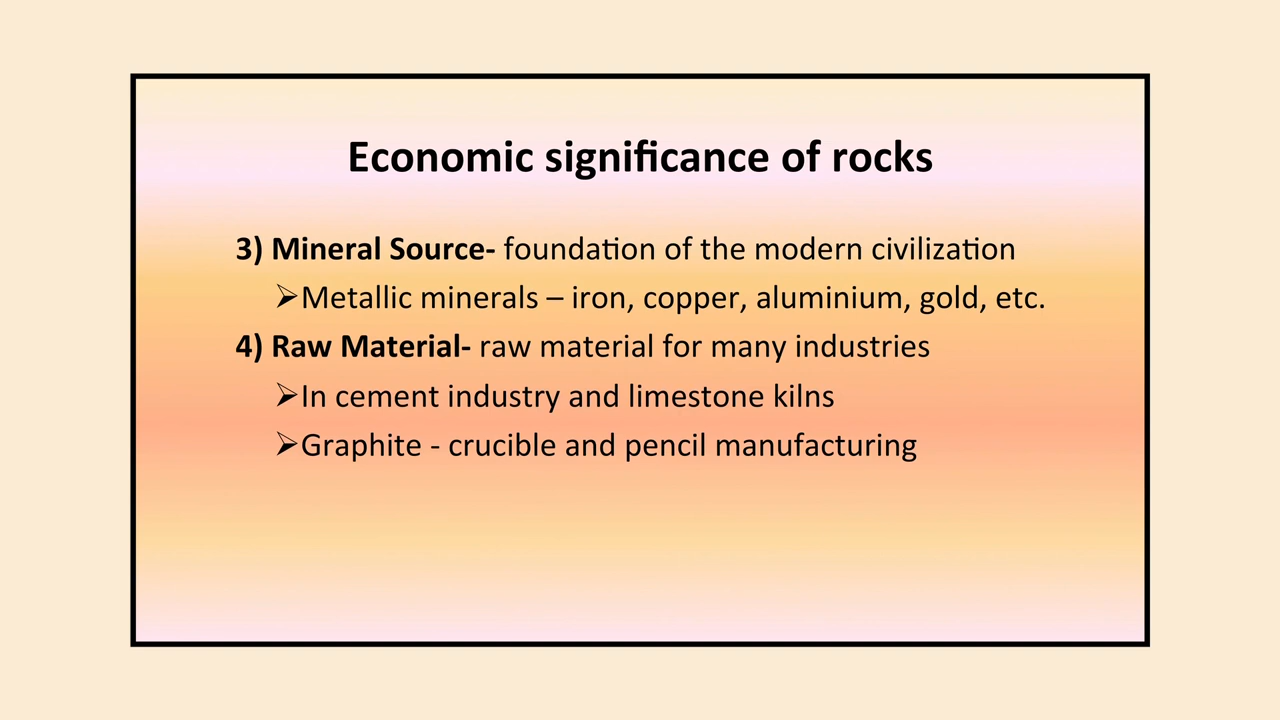 Economic significance of rocks
3) Mineral Source- foundation of the modern civilization
➢Metallic minerals – iron, copper, aluminium, gold, etc.
4) Raw Material- raw material for many industries
➢In cement industry and limestone kilns
➢Graphite - crucible and pencil manufacturing